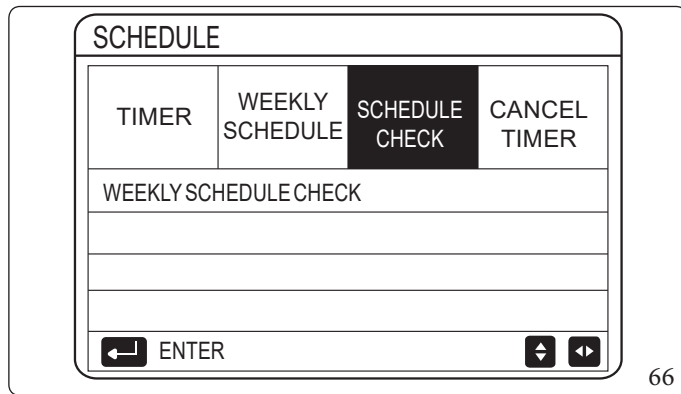 SCHEDULE
TIMER
WEEKLY
SCHEDULE
SCHEDULE
CHECK
CANCEL
TIMER
WEEKLY SCHEDULE CHECK
ENTER
66